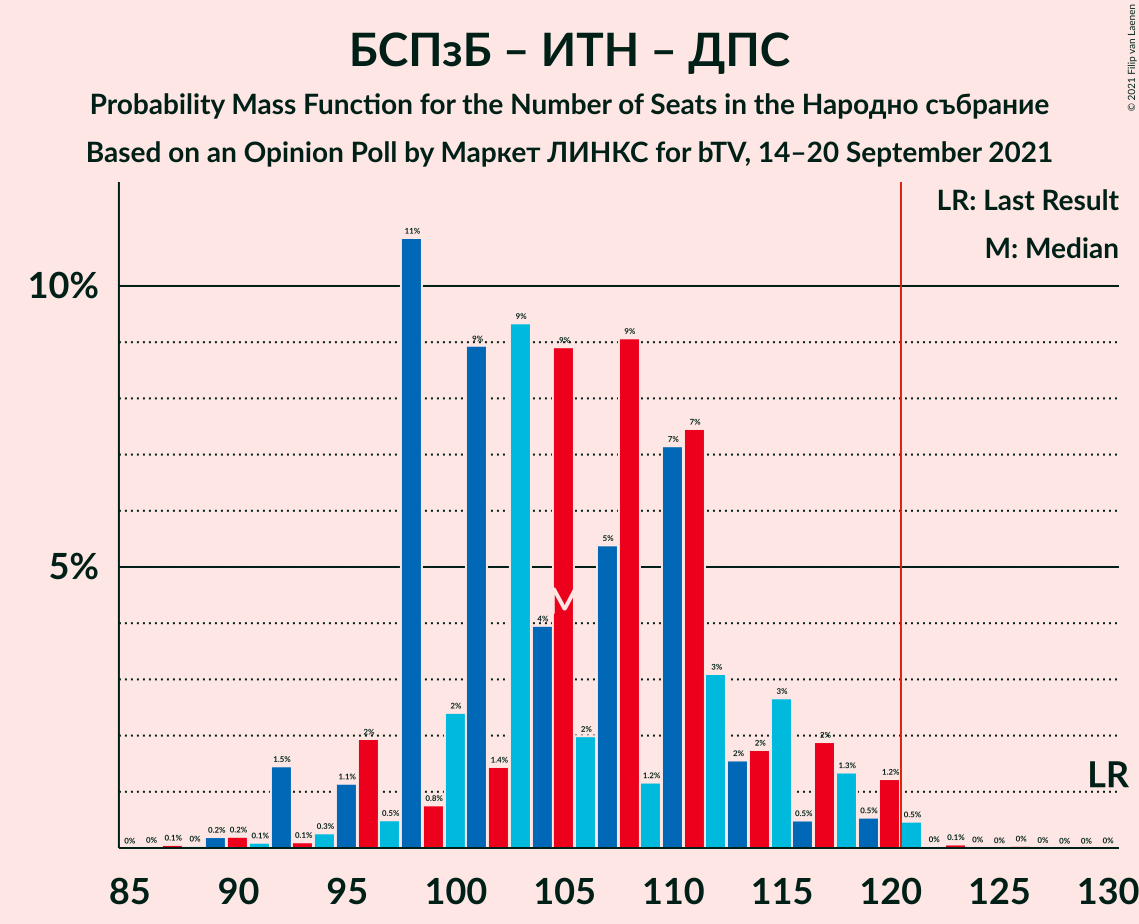 БСПзБ – ИТН – ДПС
Probability Mass Function for the Number of Seats in the Народно събрание
Based on an Opinion Poll by Маркет ЛИНКС for bTV, 14–20 September 2021
© 2021 Filip van Laenen
LR: Last Result
M: Median
10%
5%
0% 0% 0.1% 0% 0.2% 0.2% 0.1% 1.5% 0.1% 0.3% 1.1% 2% 0.5% 11% 0.8% 2% 9% 1.4% 9% 4% 9% 2% 5% 9% 1.2% 7% 7% 3% 2% 2% 3% 0.5% 2% 1.3% 0.5% 1.2% 0.5% 0% 0.1% 0% 0% 0% 0% 0% 0% 0%
M
LR
85 90 95 100 105 110 115 120 125 130